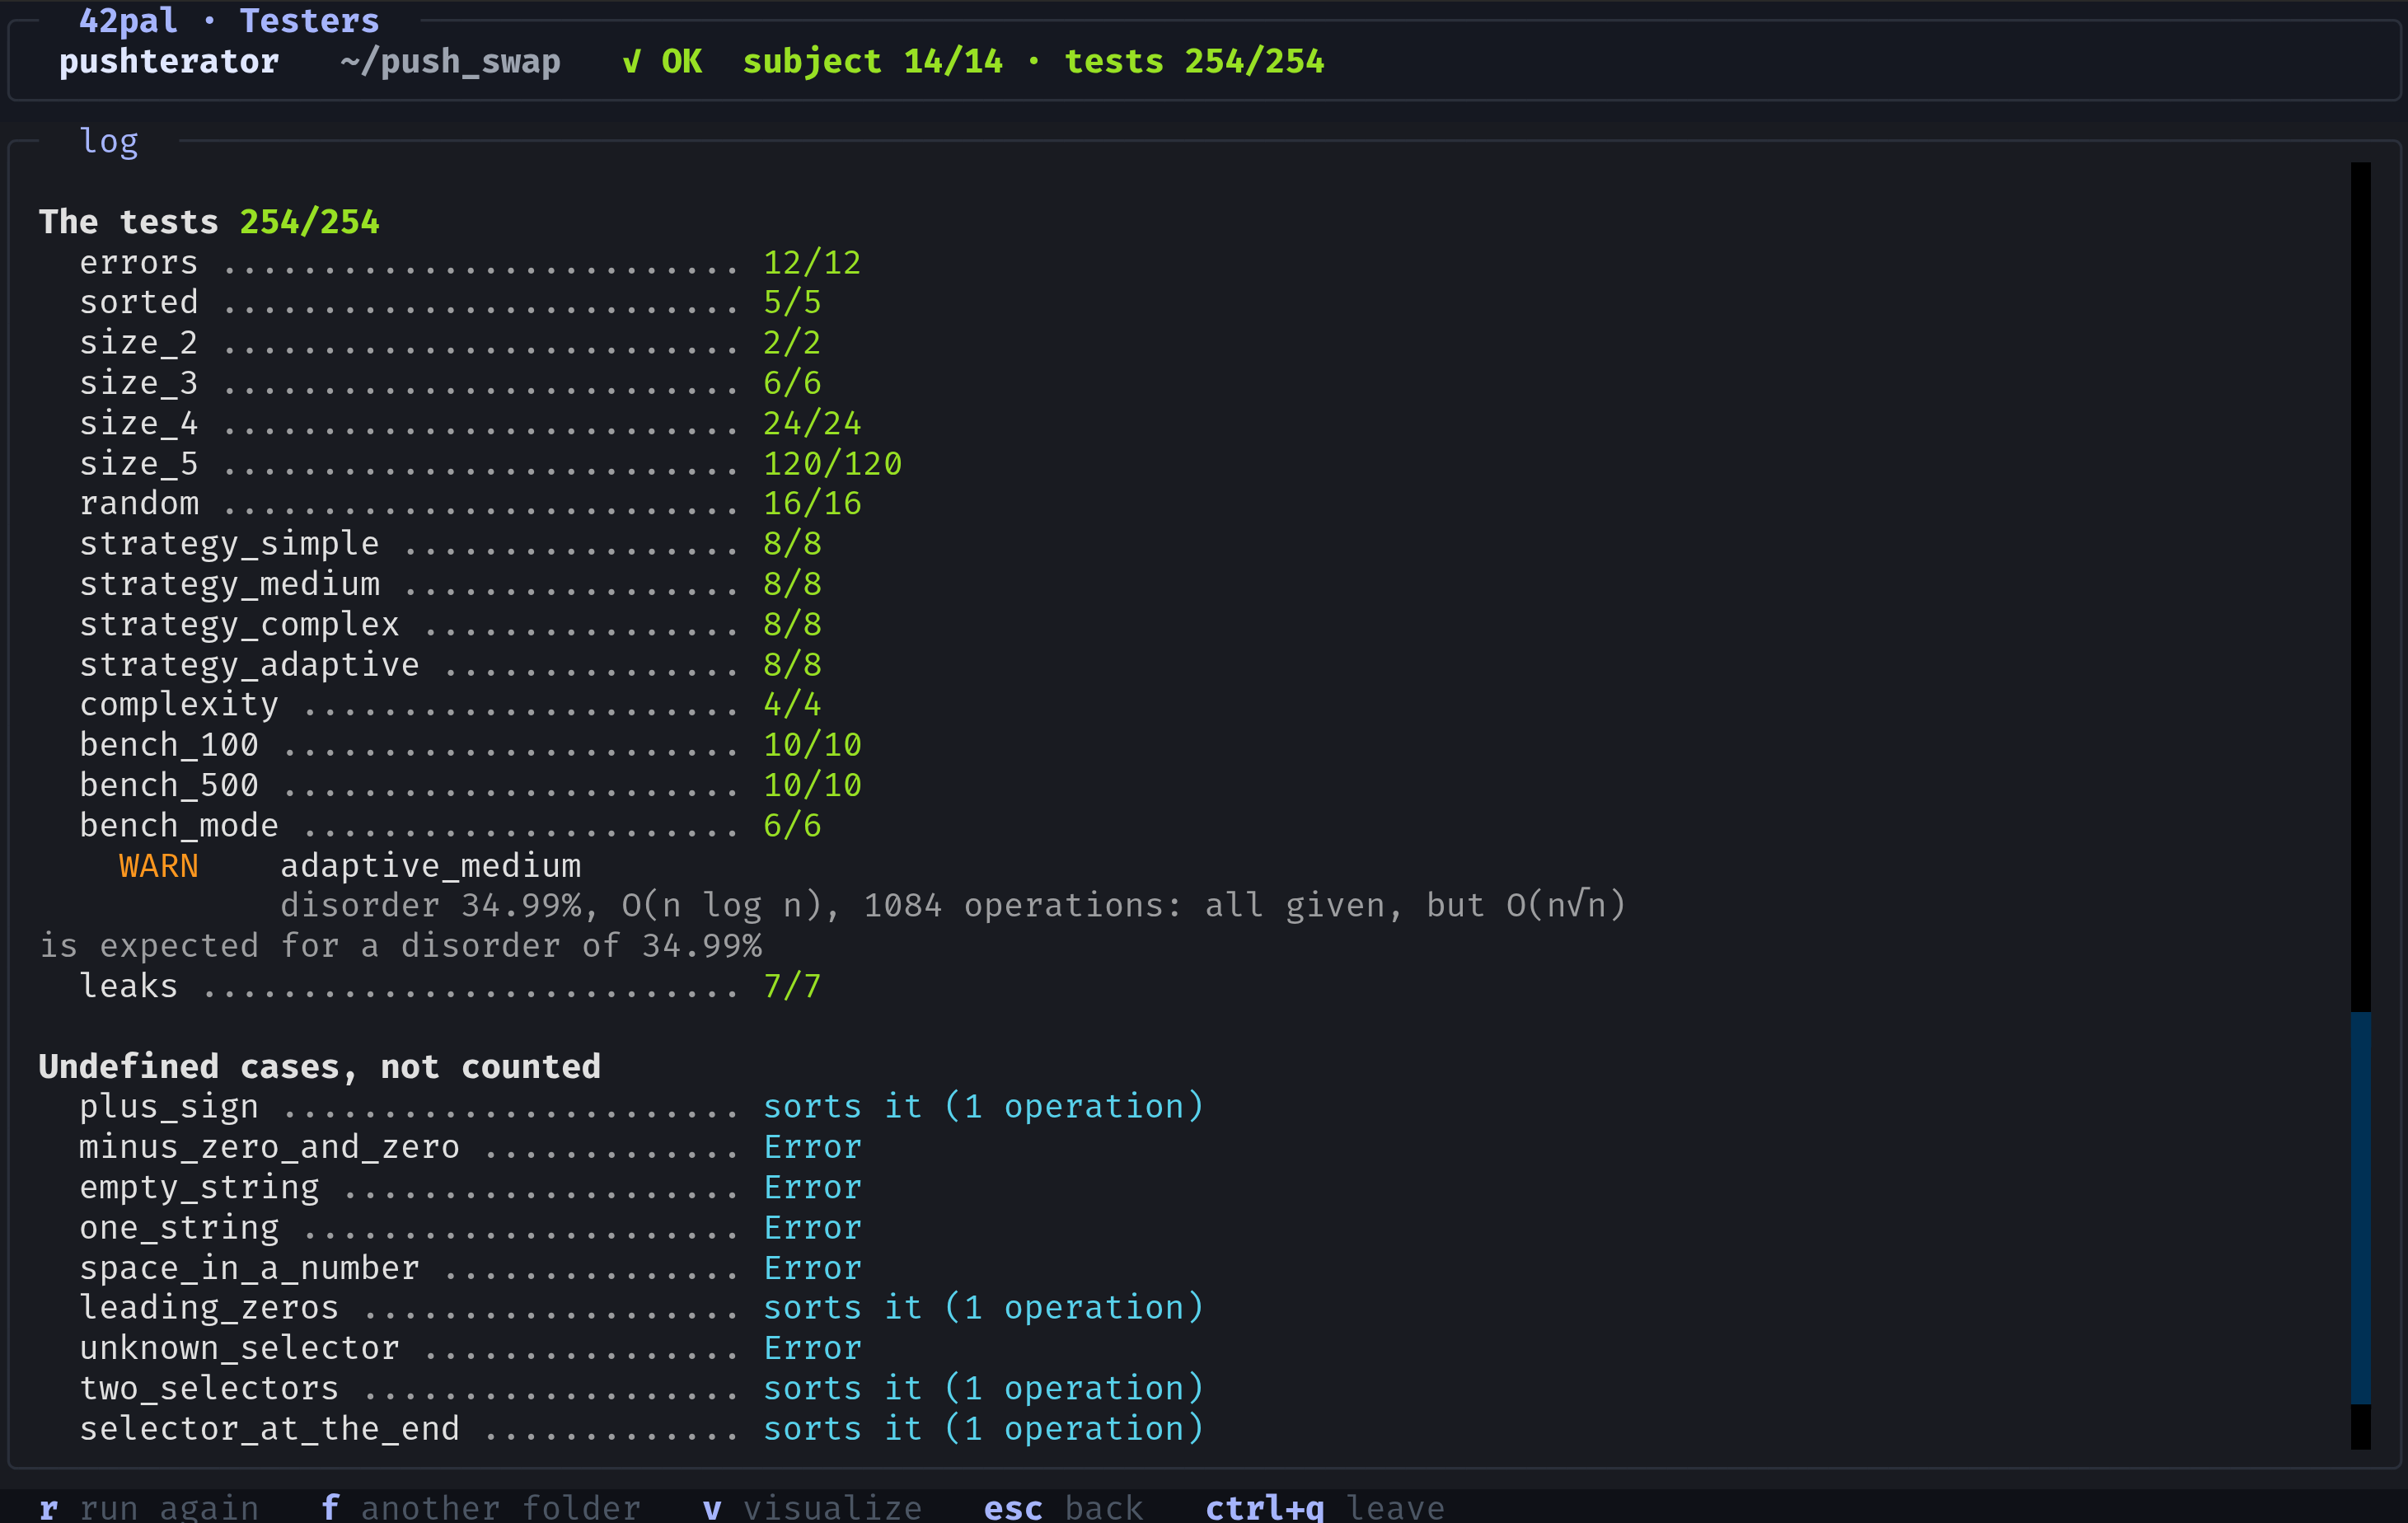 42pal · Testers
pushterator ~/push_swap √ OK subject 14/14 · tests 254/254
log
The tests 254/254
errors .......................... 12/12
sorted .......................... 5/5
size_2 .......................... 2/2
size_3 .......................... 6/6
size_4 .......................... 24/24
size_5 .......................... 120/120
random .......................... 16/16
strategy_simple ................. 8/8
strategy_medium ................. 8/8
strategy_complex ................ 8/8
strategy_adaptive ............... 8/8
complexity ...................... 4/4
bench_100 ....................... 10/10
bench_500 ....................... 10/10
bench_mode ...................... 6/6
WARN adaptive_medium
disorder 34.99%, O(n log n), 1084 operations: all given, but O(n√n)
is expected for a disorder of 34.99%
leaks ........................... 7/7
Undefined cases, not counted
plus_sign ....................... sorts it (1 operation)
minus_zero_and_zero ............. Error
empty_string .................... Error
one_string ...................... Error
space_in_a_number ............... Error
leading_zeros ................... sorts it (1 operation)
unknown_selector ................ Error
two_selectors ................... sorts it (1 operation)
selector_at_the_end ............. sorts it (1 operation)
r run again f another folder v visualize esc back ctrl+q leave